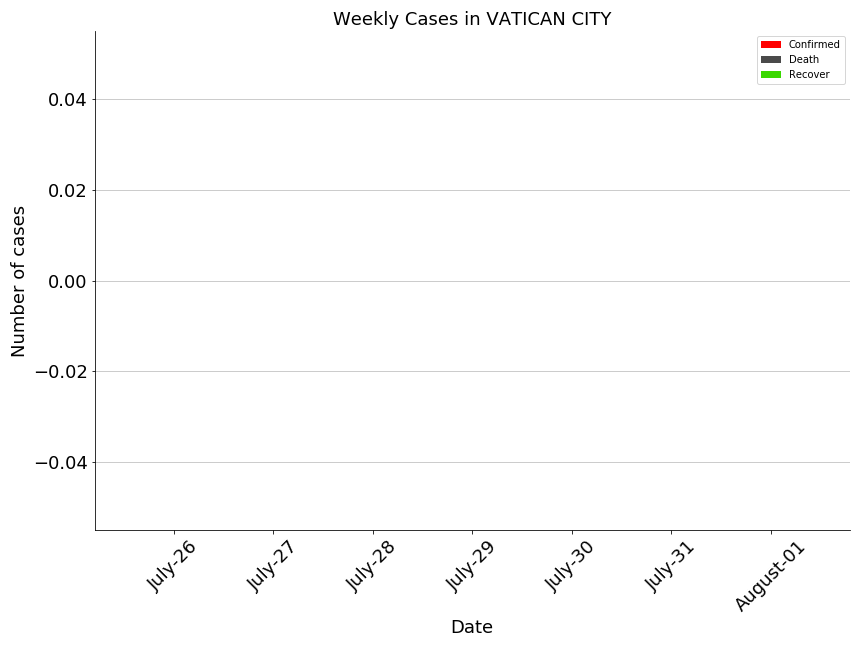 Weekly Cases in VATICAN CITY
Confirmed
Death
Recover
Number of cases
0.04
0.02
0.00
−0.02
−0.04
July-26
July-27
July-28
July-29
July-30
July-31
August-01
Date